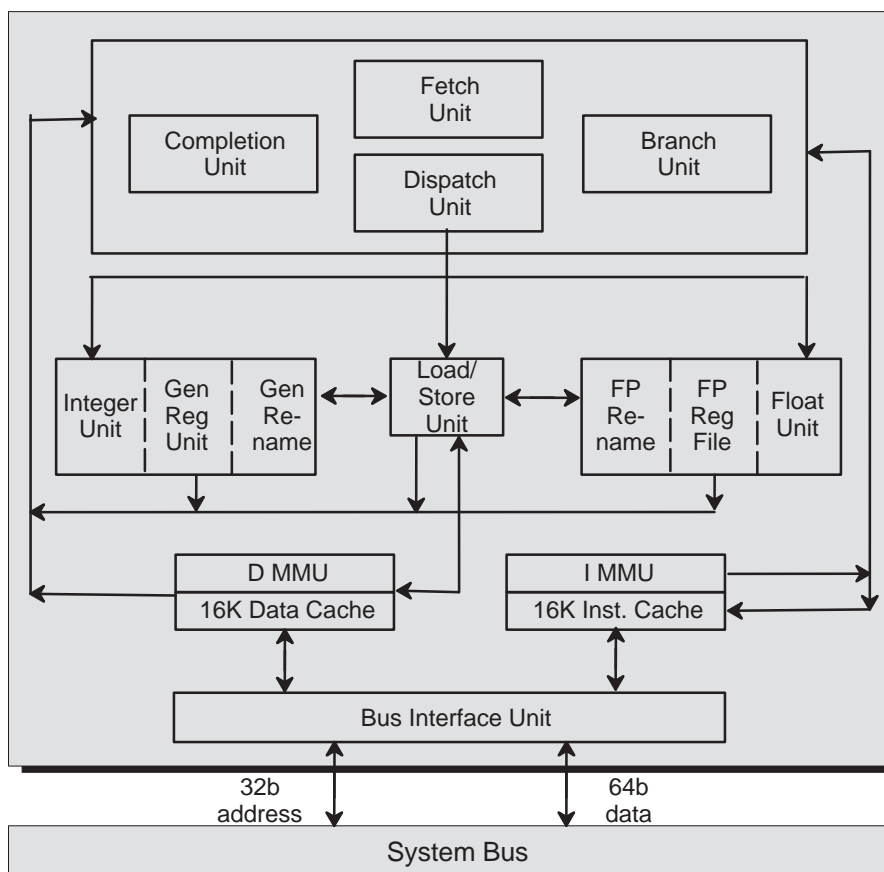 Fetch
Unit
Completion
Unit
Branch
Unit
Dispatch
Unit
Integer
Unit
Gen
Reg
Unit
Gen
Re-
name
Load/
Store
Unit
FP
Re-
name
FP
Reg
File
Float
Unit
D MMU
16K Data Cache
I MMU
16K Inst. Cache
Bus Interface Unit
32b
address
64b
data
System Bus